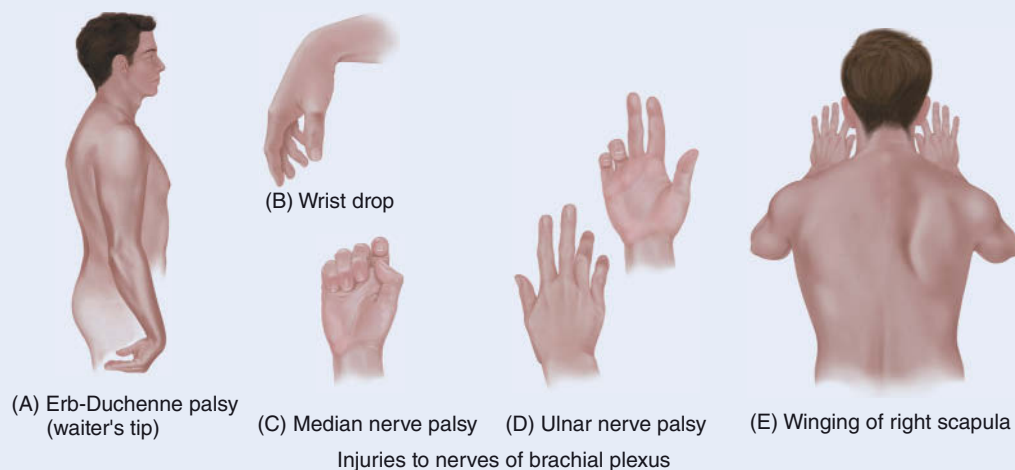 (A) Erb-Duchenne palsy
(waiter's tip)
(B) Wrist drop
(C) Median nerve palsy
(D) Ulnar nerve palsy
(E) Winging of right scapula
Injuries to nerves of brachial plexus